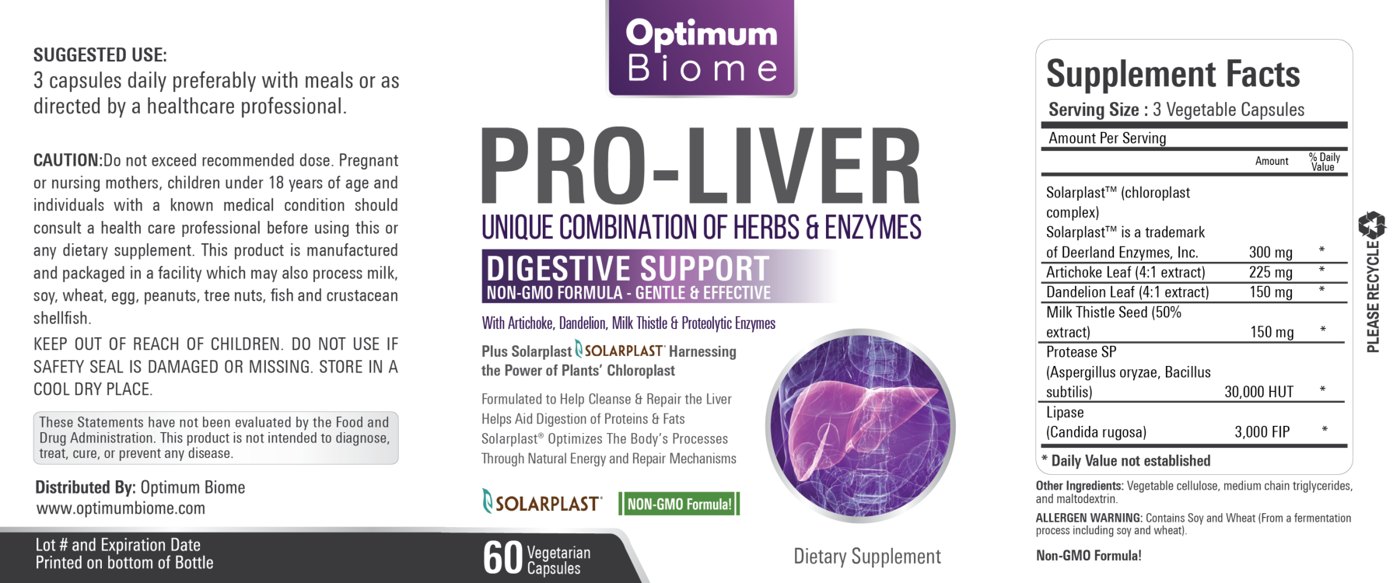 SUGGESTED USE:
3 capsules daily preferably with meals or as
directed by a healthcare professional.
CAUTION:Do not exceed recommended dose. Pregnant
or nursing mothers, children under 18 years of age and
individuals with a known medical condition should
consult a health care professional before using this or
any dietary supplement. This product is manufactured
and packaged in a facility which may also process milk,
soy, wheat, egg, peanuts, tree nuts, fish and crustacean
shellfish.
KEEP OUT OF REACH OF CHILDREN. DO NOT USE IF
SAFETY SEAL IS DAMAGED OR MISSING. STORE IN A
COOL DRY PLACE.
These Statements have not been evaluated by the Food and
Drug Administration. This product is not intended to diagnose,
treat, cure, or prevent any disease.
Distributed By: Optimum Biome
www.optimumbiome.com
Lot # and Expiration Date
Printed on bottom of Bottle
Optimum
Biome
PRO-LIVER
UNIQUE COMBINATION OF HERBS & ENZYMES
DIGESTIVE SUPPORT
NON-GMO FORMULA - GENTLE & EFFECTIVE
With Artichoke, Dandelion, Milk Thistle & Proteolytic Enzymes
Plus Solarplast SOLARPLAST® Harnessing
the Power of Plants' Chloroplast
Formulated to Help Cleanse & Repair the Liver
Helps Aid Digestion of Proteins & Fats
Solarplast® Optimizes The Body's Processes
Through Natural Energy and Repair Mechanisms
SOLARPLAST®
NON-GMO Formula!
60 Vegetarian
Capsules
Dietary Supplement
Supplement Facts
Serving Size : 3 Vegetable Capsules
Amount Per Serving
Amount % Daily
Value
Solarplast™ (chloroplast
complex)
Solarplast™ is a trademark
of Deerland Enzymes, Inc. 300 mg *
Artichoke Leaf (4:1 extract) 225 mg *
Dandelion Leaf (4:1 extract) 150 mg *
Milk Thistle Seed (50%
extract) 150 mg *
Protease SP
(Aspergillus oryzae, Bacillus
subtilis) 30,000 HUT *
Lipase
(Candida rugosa) 3,000 FIP *
* Daily Value not established
Other Ingredients: Vegetable cellulose, medium chain triglycerides,
and maltodextrin.
ALLERGEN WARNING: Contains Soy and Wheat (From a fermentation
process including soy and wheat).
Non-GMO Formula!
PLEASE RECYCLE